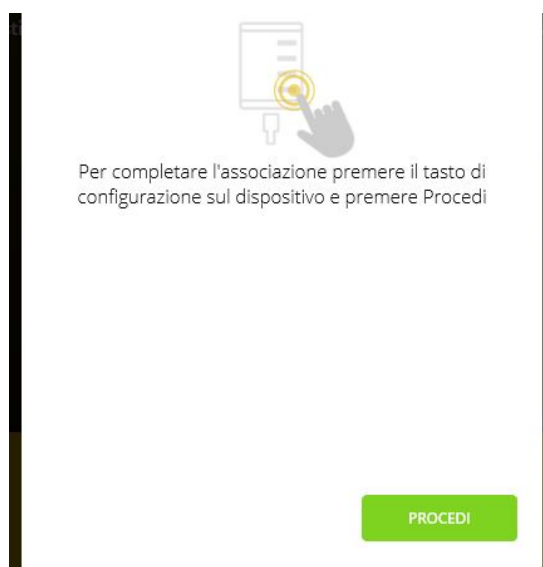 Per completare l'associazione premere il tasto di
configurazione sul dispositivo e premere Procedi
PROCEDI